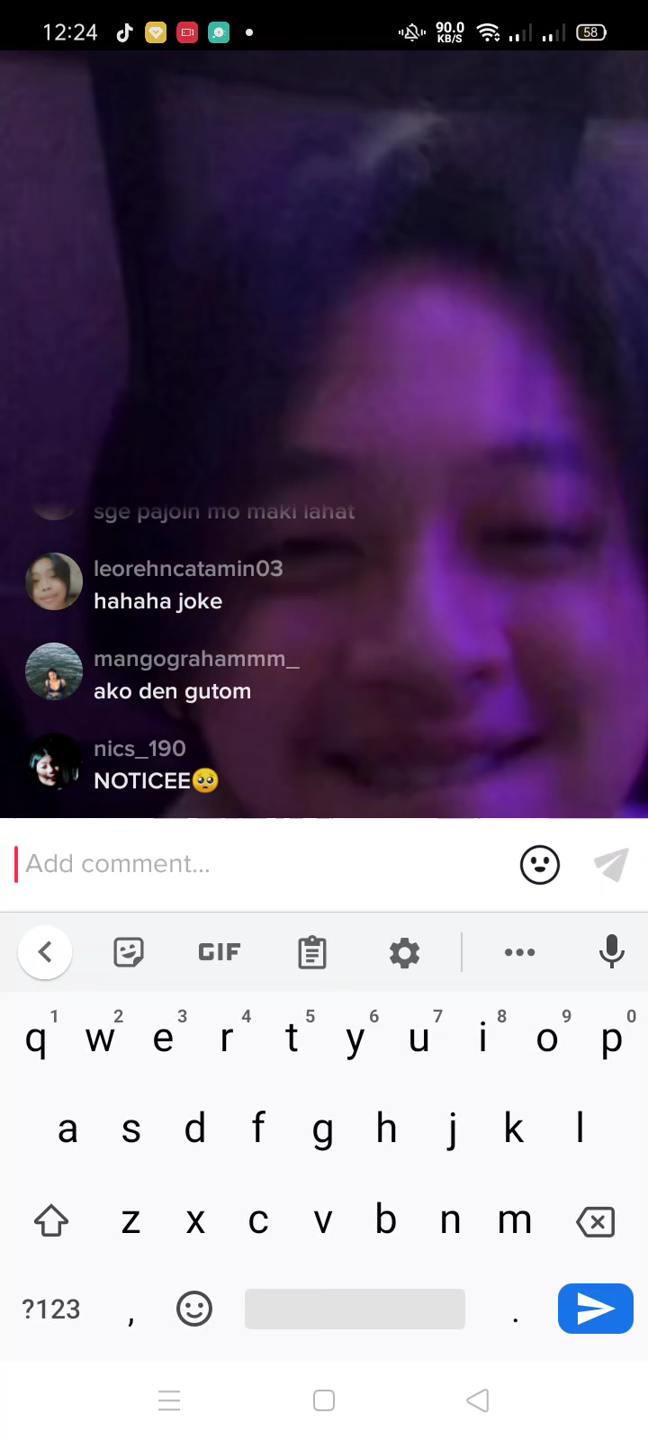 12:24
90.0
KB/S
58
sge pajoin mo maki lahat
leorehncatamin03
hahaha joke
mangograhammm_
ako den gutom
nics_190
NOTICEE🥺
Add comment...
GIF
1 2 3 4 5 6 7 8 9 0
q w e r t y u i o p
a s d f g h j k l
z x c v b n m
?123 , .